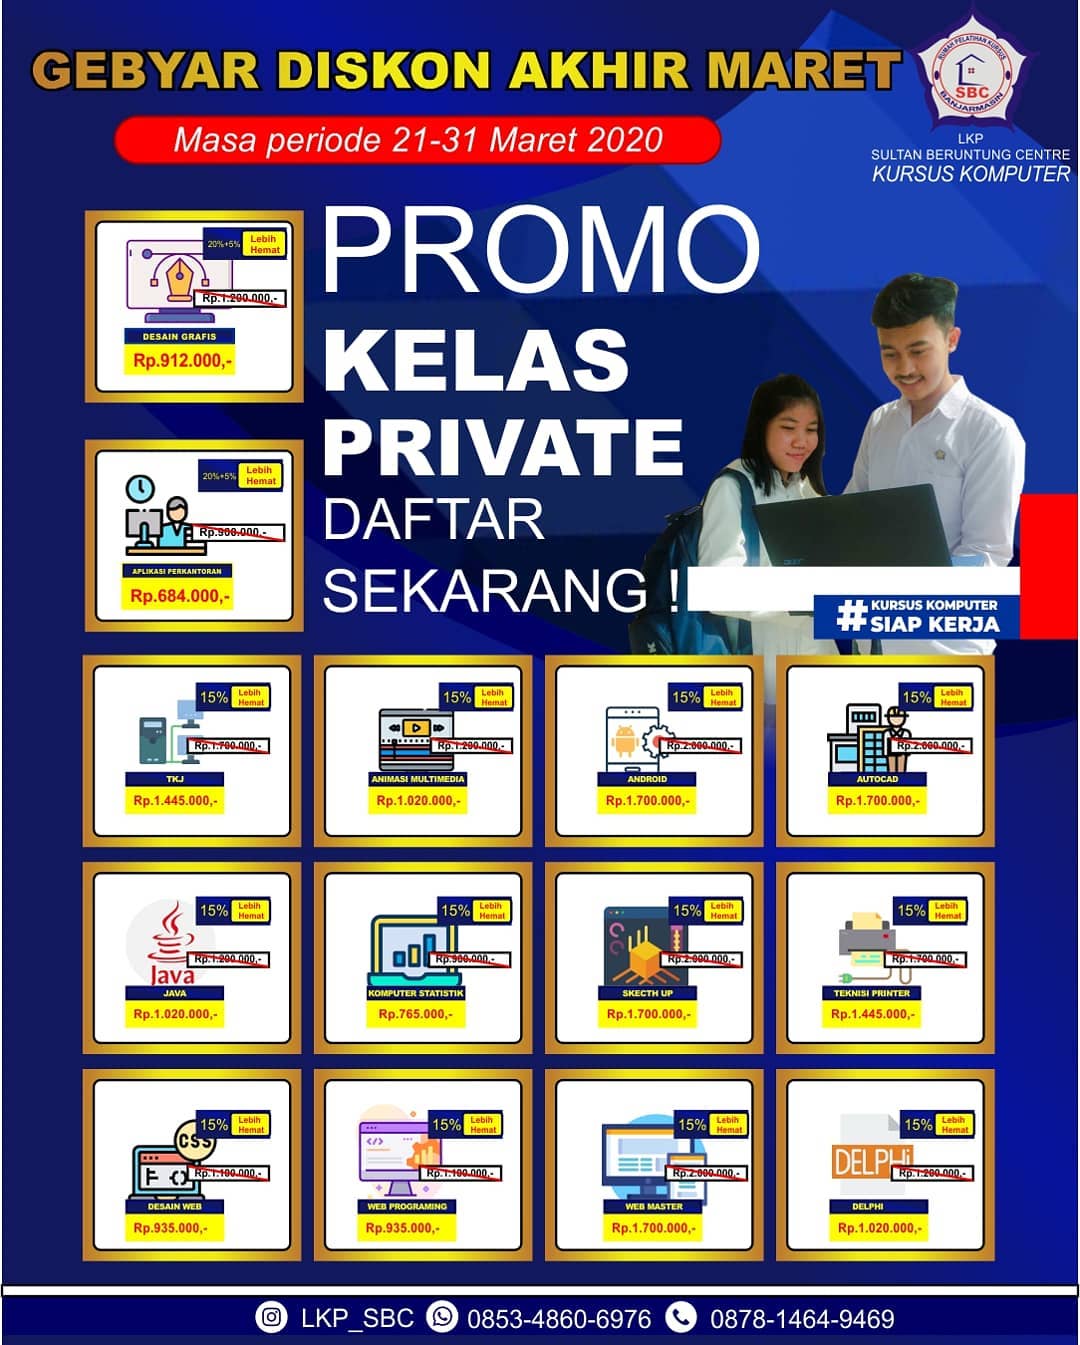 GEBYAR DISKON AKHIR MARET
Masa periode 21-31 Maret 2020
RUMAH PELATIHAN KURSUS
SBC
BANJARMASIN
LKP
SULTAN BERUNTUNG CENTRE
KURSUS KOMPUTER
PROMO
KELAS
PRIVATE
DAFTAR
SEKARANG !
# KURSUS KOMPUTER
SIAP KERJA
20%+5% Lebih Hemat
Rp.1.200.000,-
DESAIN GRAFIS
Rp.912.000,-
20%+5% Lebih Hemat
Rp.900.000,-
APLIKASI PERKANTORAN
Rp.684.000,-
15% Lebih Hemat
Rp.1.700.000,-
TKJ
Rp.1.445.000,-
15% Lebih Hemat
Rp.1.200.000,-
ANIMASI MULTIMEDIA
Rp.1.020.000,-
15% Lebih Hemat
Rp.2.000.000,-
ANDROID
Rp.1.700.000,-
15% Lebih Hemat
Rp.2.000.000,-
AUTOCAD
Rp.1.700.000,-
15% Lebih Hemat
Rp.1.200.000,-
Java
JAVA
Rp.1.020.000,-
15% Lebih Hemat
Rp.900.000,-
KOMPUTER STATISTIK
Rp.765.000,-
15% Lebih Hemat
Rp.2.000.000,-
SKECTH UP
Rp.1.700.000,-
15% Lebih Hemat
Rp.1.700.000,-
TEKNISI PRINTER
Rp.1.445.000,-
15% Lebih Hemat
CSS
Rp.1.100.000,-
DESAIN WEB
Rp.935.000,-
15% Lebih Hemat
</>
Rp.1.100.000,-
WEB PROGRAMING
Rp.935.000,-
15% Lebih Hemat
Rp.2.000.000,-
WEB MASTER
Rp.1.700.000,-
15% Lebih Hemat
DELPHi
Rp.1.200.000,-
DELPHI
Rp.1.020.000,-
LKP_SBC 0853-4860-6976 0878-1464-9469